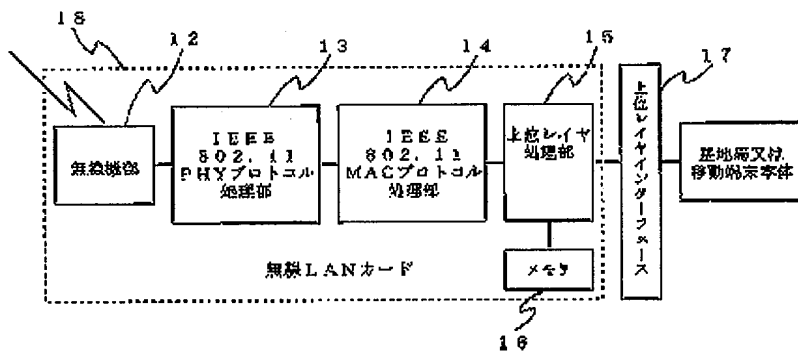 18
12
13
14
15
17
無線機部
IEEE
802.11
PHYプロトコル
処理部
IEEE
802.11
MACプロトコル
処理部
上位レイヤ
処理部
上位レイヤインターフェース
基地局又は
移動端末本体
無線LANカード
メモリ
16